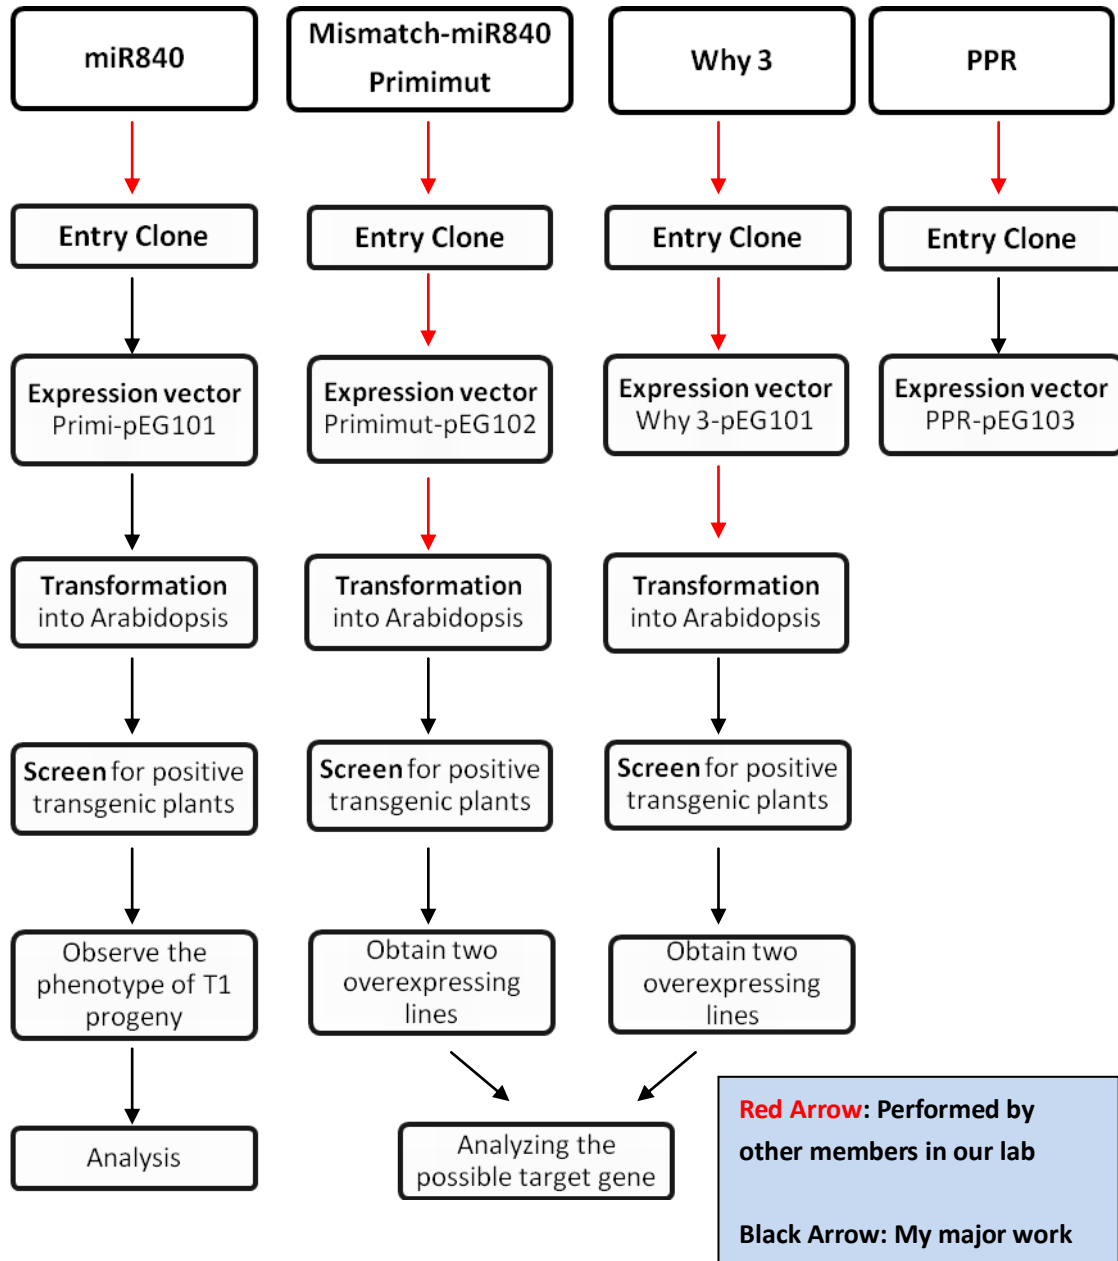 miR840
Mismatch-miR840
Primimut
Why 3
PPR
Entry Clone
Entry Clone
Entry Clone
Entry Clone
Expression vector
Primi-pEG101
Expression vector
Primimut-pEG102
Expression vector
Why 3-pEG101
Expression vector
PPR-pEG103
Transformation
into Arabidopsis
Transformation
into Arabidopsis
Transformation
into Arabidopsis
Screen for positive
transgenic plants
Screen for positive
transgenic plants
Screen for positive
transgenic plants
Observe the
phenotype of T1
progeny
Obtain two
overexpressing
lines
Obtain two
overexpressing
lines
Analysis
Analyzing the
possible target gene
Red Arrow: Performed by
other members in our lab
Black Arrow: My major work